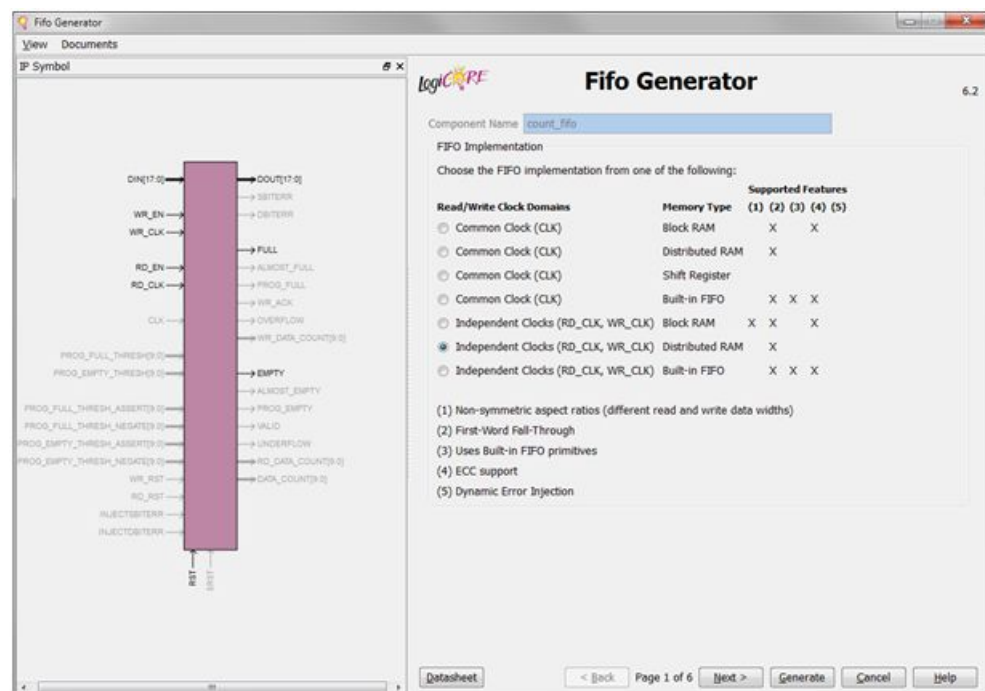 Fifo Generator
View Documents
IP Symbol
DIN[17:0]
WR_EN
WR_CLK
RD_EN
RD_CLK
CLK
PROG_FULL_THRESH[9:0]
PROG_EMPTY_THRESH[9:0]
PROG_FULL_THRESH_ASSERT[9:0]
PROG_FULL_THRESH_NEGATE[9:0]
PROG_EMPTY_THRESH_ASSERT[9:0]
PROG_EMPTY_THRESH_NEGATE[9:0]
WR_RST
RD_RST
INJECTSBITERR
INJECTDBITERR
DOUT[17:0]
SBITERR
DBITERR
FULL
ALMOST_FULL
PROG_FULL
WR_ACK
OVERFLOW
WR_DATA_COUNT[9:0]
EMPTY
ALMOST_EMPTY
PROG_EMPTY
VALID
UNDERFLOW
RD_DATA_COUNT[9:0]
DATA_COUNT[9:0]
RST
SRST
LogiCORE
Fifo Generator
6.2
Component Name count_fifo
FIFO Implementation
Choose the FIFO implementation from one of the following:
Supported Features
Read/Write Clock Domains Memory Type (1) (2) (3) (4) (5)
Common Clock (CLK) Block RAM X X
Common Clock (CLK) Distributed RAM X
Common Clock (CLK) Shift Register
Common Clock (CLK) Built-in FIFO X X X
Independent Clocks (RD_CLK, WR_CLK) Block RAM X X X
Independent Clocks (RD_CLK, WR_CLK) Distributed RAM X
Independent Clocks (RD_CLK, WR_CLK) Built-in FIFO X X X
(1) Non-symmetric aspect ratios (different read and write data widths)
(2) First-Word Fall-Through
(3) Uses Built-in FIFO primitives
(4) ECC support
(5) Dynamic Error Injection
Datasheet < Back Page 1 of 6 Next > Generate Cancel Help